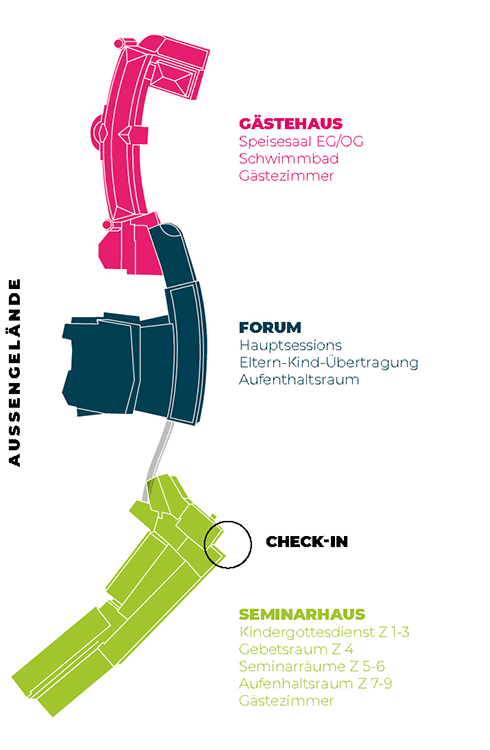 GÄSTEHAUS
Speisesaal EG/OG
Schwimmbad
Gästezimmer
AUSSENGELÄNDE
FORUM
Hauptsessions
Eltern-Kind-Übertragung
Aufenthaltsraum
CHECK-IN
SEMINARHAUS
Kindergottesdienst Z 1-3
Gebetsraum Z 4
Seminarräume Z 5-6
Aufenhaltsraum Z 7-9
Gästezimmer